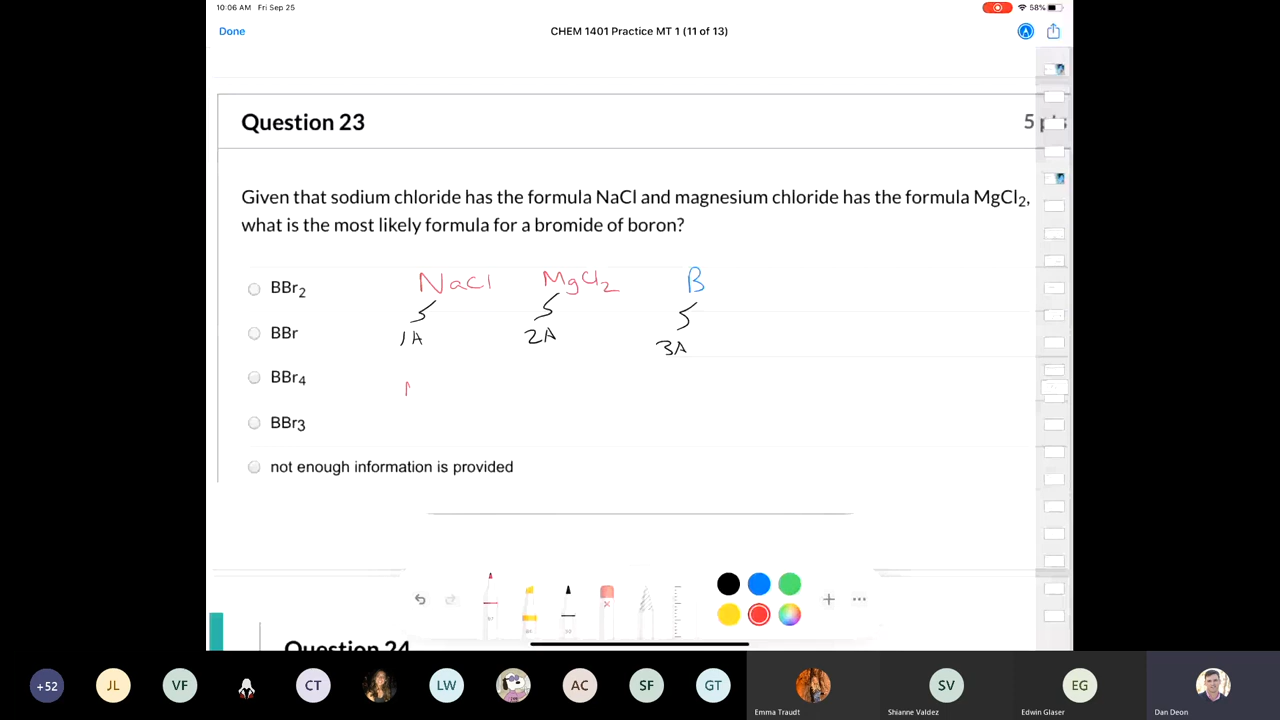 10:06 AM Fri Sep 25
58%
Done
CHEM 1401 Practice MT 1 (11 of 13)
Question 23
5 pts
Given that sodium chloride has the formula NaCl and magnesium chloride has the formula MgCl2,
what is the most likely formula for a bromide of boron?
NaCl MgCl2 B
BBr2
1A 2A 3A
BBr
BBr4
BBr3
not enough information is provided
Question 24
+52
JL
VF
CT
LW
AC
SF
GT
Emma Traudt
SV
Shianne Valdez
EG
Edwin Glaser
Dan Deon